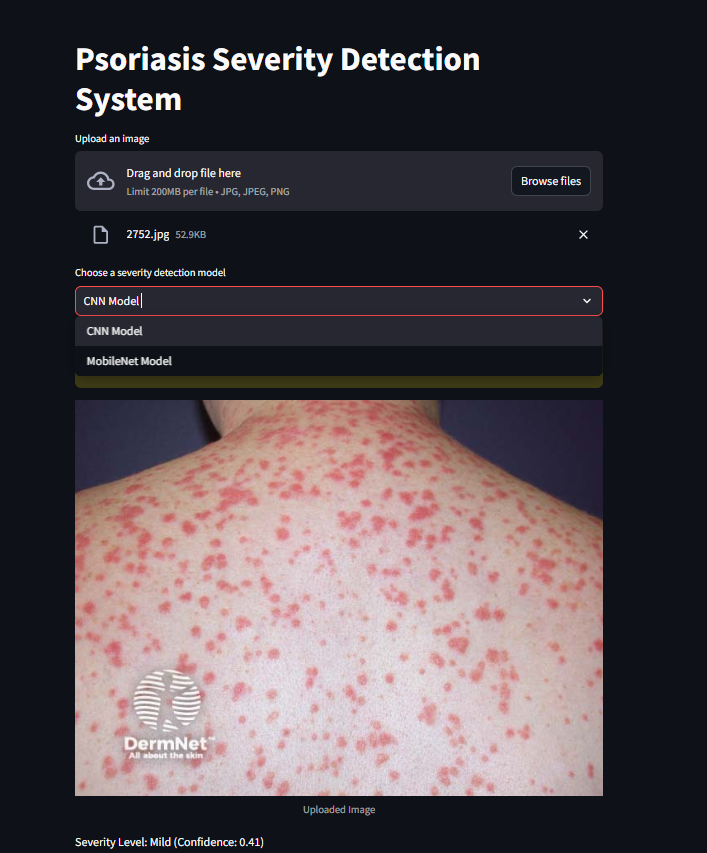 Psoriasis Severity Detection
System
Upload an image
Drag and drop file here
Limit 200MB per file • JPG, JPEG, PNG
Browse files
2752.jpg 52.9KB
Choose a severity detection model
CNN Model
CNN Model
MobileNet Model
DermNet™
All about the skin
Uploaded Image
Severity Level: Mild (Confidence: 0.41)